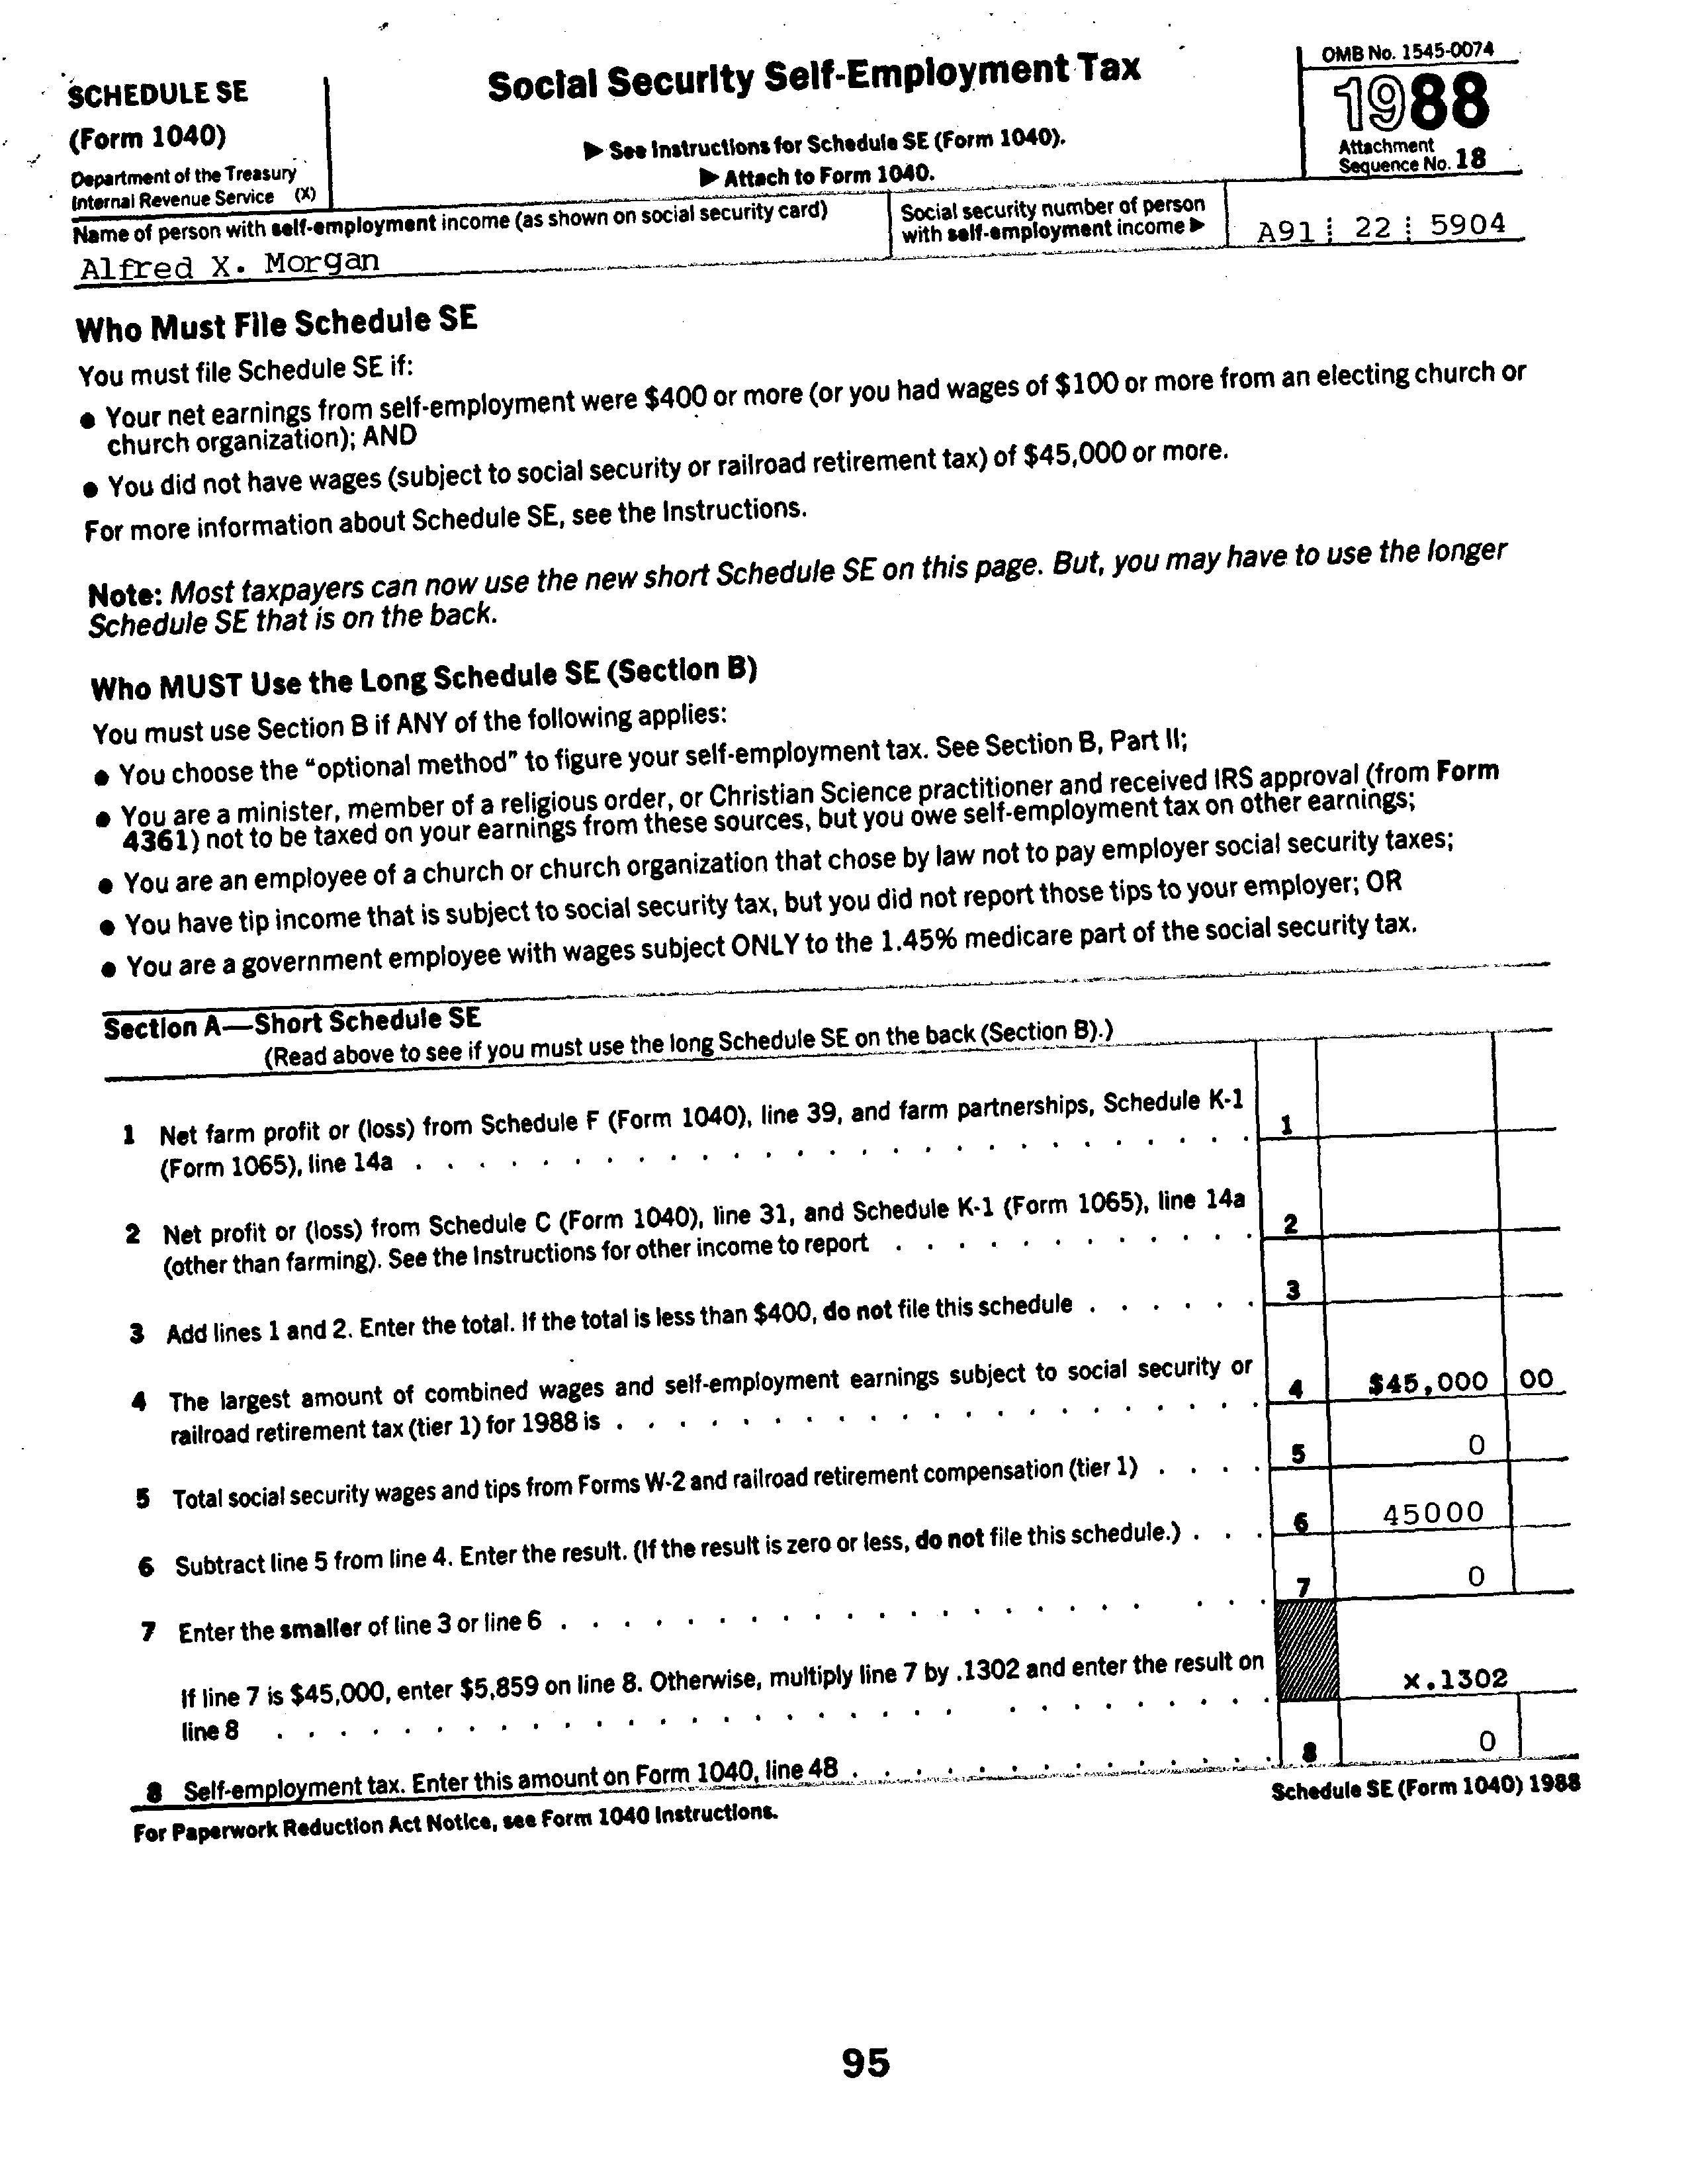 SCHEDULE SE
(Form 1040)
Department of the Treasury
Internal Revenue Service (X)
Social Security Self-Employment Tax
▶ See Instructions for Schedule SE (Form 1040).
▶ Attach to Form 1040.
OMB No. 1545-0074
1988
Attachment
Sequence No. 18
Name of person with self-employment income (as shown on social security card)
Alfred X. Morgan
Social security number of person
with self-employment income ▶
A91 22 5904
Who Must File Schedule SE
You must file Schedule SE if:
● Your net earnings from self-employment were $400 or more (or you had wages of $100 or more from an electing church or
church organization); AND
● You did not have wages (subject to social security or railroad retirement tax) of $45,000 or more.
For more information about Schedule SE, see the Instructions.
Note: Most taxpayers can now use the new short Schedule SE on this page. But, you may have to use the longer
Schedule SE that is on the back.
Who MUST Use the Long Schedule SE (Section B)
You must use Section B if ANY of the following applies:
● You choose the "optional method" to figure your self-employment tax. See Section B, Part II;
● You are a minister, member of a religious order, or Christian Science practitioner and received IRS approval (from Form
4361) not to be taxed on your earnings from these sources, but you owe self-employment tax on other earnings;
● You are an employee of a church or church organization that chose by law not to pay employer social security taxes;
● You have tip income that is subject to social security tax, but you did not report those tips to your employer; OR
● You are a government employee with wages subject ONLY to the 1.45% medicare part of the social security tax.
Section A—Short Schedule SE
(Read above to see if you must use the long Schedule SE on the back (Section B).)
1 Net farm profit or (loss) from Schedule F (Form 1040), line 39, and farm partnerships, Schedule K-1
(Form 1065), line 14a . . . . . . . . . . . . . . . . . . . . . . . . . . . 1
2 Net profit or (loss) from Schedule C (Form 1040), line 31, and Schedule K-1 (Form 1065), line 14a
(other than farming). See the Instructions for other income to report . . . . . . . . . . . . 2
3 Add lines 1 and 2. Enter the total. If the total is less than $400, do not file this schedule . . . . . . 3
4 The largest amount of combined wages and self-employment earnings subject to social security or
railroad retirement tax (tier 1) for 1988 is . . . . . . . . . . . . . . . . . . . . . 4 $45,000 00
5 Total social security wages and tips from Forms W-2 and railroad retirement compensation (tier 1) . . . . 5 0
6 Subtract line 5 from line 4. Enter the result. (If the result is zero or less, do not file this schedule.) . . . 6 45000
7 Enter the smaller of line 3 or line 6 . . . . . . . . . . . . . . . . . . . . . . 7 0
If line 7 is $45,000, enter $5,859 on line 8. Otherwise, multiply line 7 by .1302 and enter the result on
line 8 . . . . . . . . . . . . . . . . . . . . . . . . . . . . . . . x.1302
8 Self-employment tax. Enter this amount on Form 1040, line 48 . . . . . . . . . . . . . . 8 0
For Paperwork Reduction Act Notice, see Form 1040 Instructions.
Schedule SE (Form 1040) 1988
95